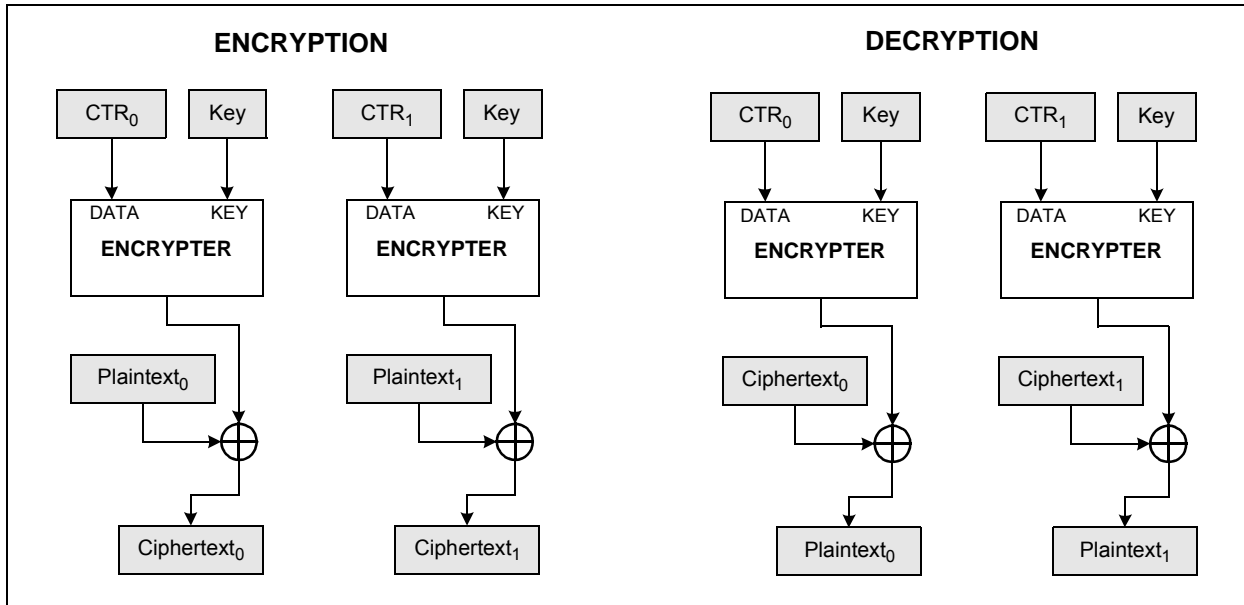 ENCRYPTION
CTR₀ Key CTR₁ Key
DATA KEY DATA KEY
ENCRYPTER ENCRYPTER
Plaintext₀ Plaintext₁
Ciphertext₀ Ciphertext₁
DECRYPTION
CTR₀ Key CTR₁ Key
DATA KEY DATA KEY
ENCRYPTER ENCRYPTER
Ciphertext₀ Ciphertext₁
Plaintext₀ Plaintext₁